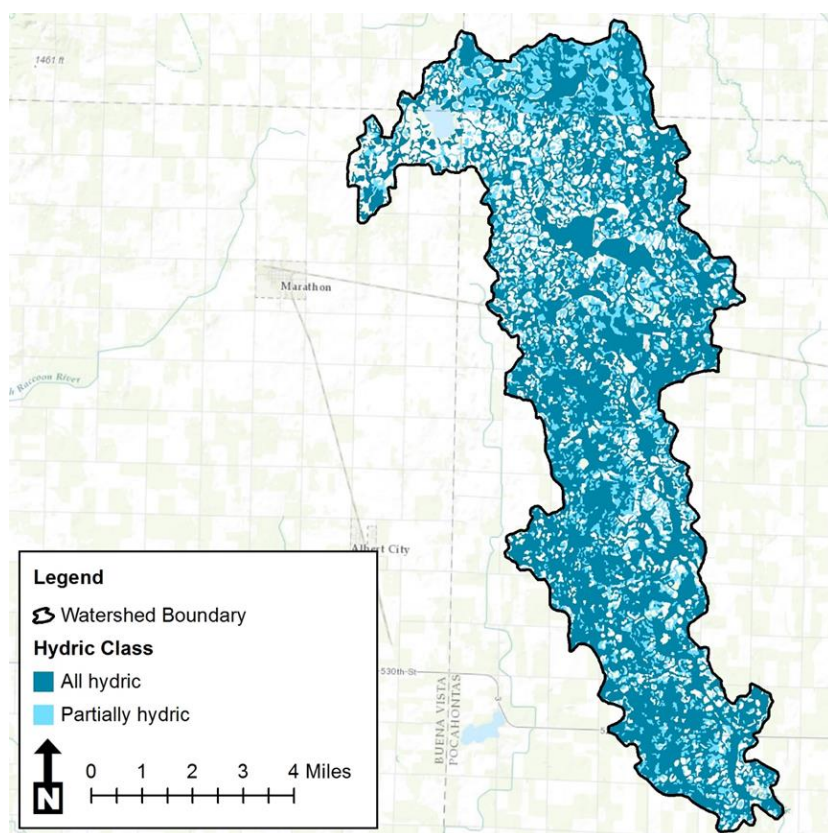 1461 ft
Marathon
h Raccoon River
Albert City
Legend
Watershed Boundary
Hydric Class
All hydric
Partially hydric
N
0 1 2 3 4 Miles
530th St
BUENA VISTA
POCAHONTAS
5